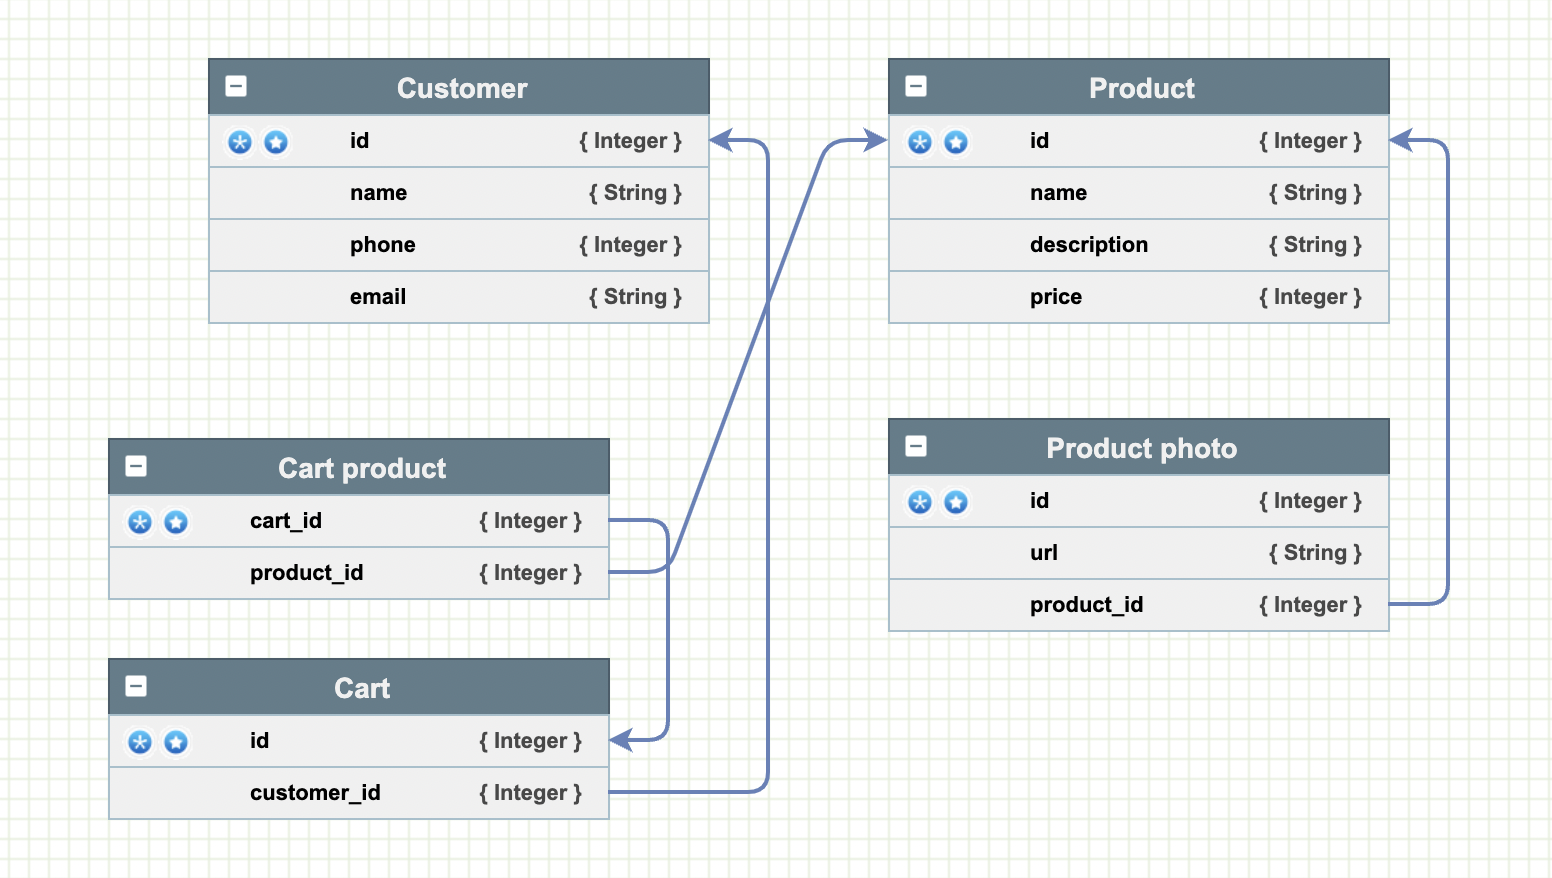 Customer
id { Integer }
name { String }
phone { Integer }
email { String }
Product
id { Integer }
name { String }
description { String }
price { Integer }
Cart product
cart_id { Integer }
product_id { Integer }
Product photo
id { Integer }
url { String }
product_id { Integer }
Cart
id { Integer }
customer_id { Integer }